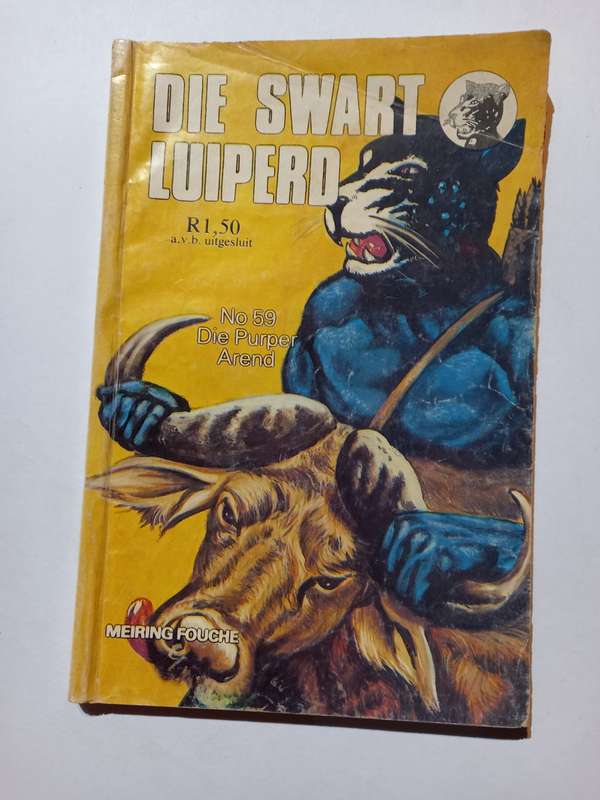 DIE SWART
LUIPERD
R1,50
a.v.b. uitgesluit
No 59
Die Purper
Arend
MEIRING FOUCHE